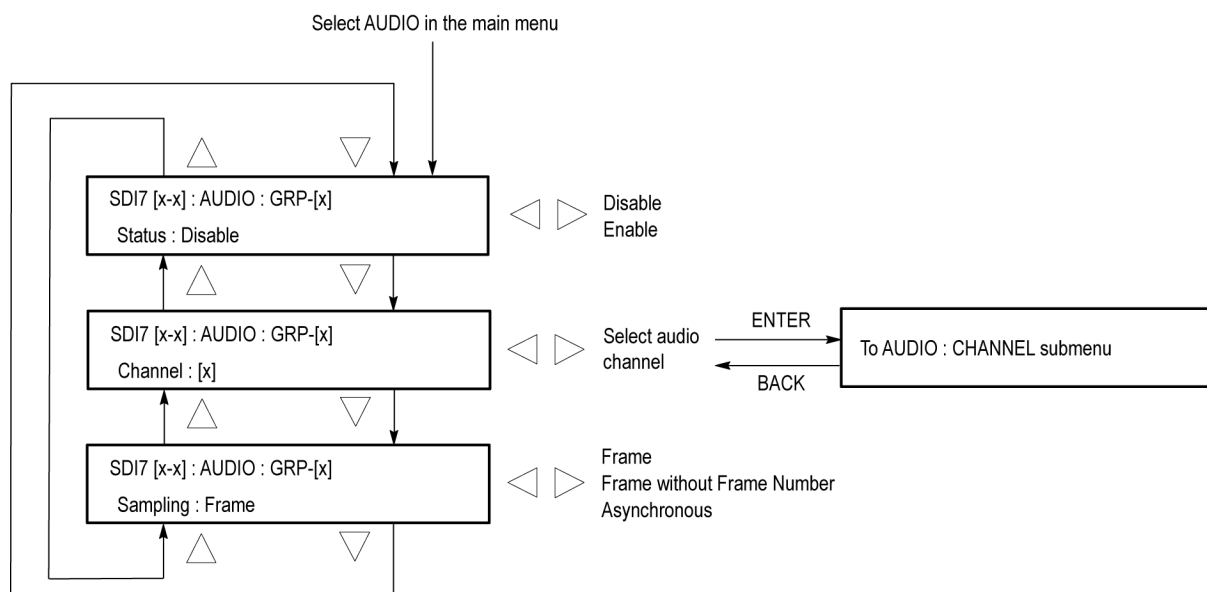 Select AUDIO in the main menu
SDI7 [x-x] : AUDIO : GRP-[x]
Status : Disable
Disable
Enable
SDI7 [x-x] : AUDIO : GRP-[x]
Channel : [x]
Select audio
channel
ENTER
BACK
To AUDIO : CHANNEL submenu
SDI7 [x-x] : AUDIO : GRP-[x]
Sampling : Frame
Frame
Frame without Frame Number
Asynchronous